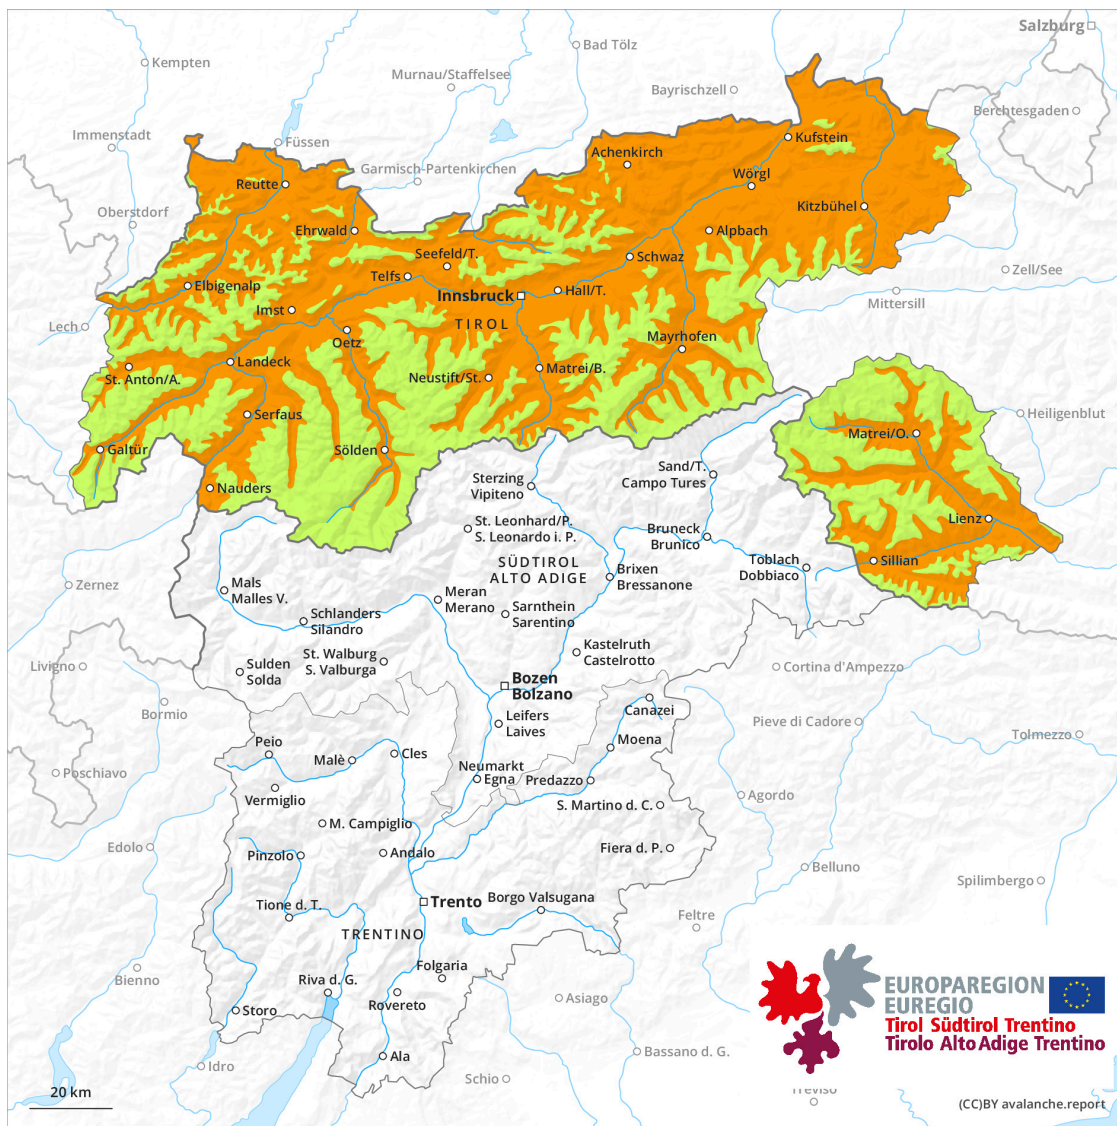 Salzburg
Bad Tölz
Kempten
Murnau/Staffelsee
Bayrischzell
Berchtesgaden
Immenstadt
Füssen
Kufstein
Achenkirch
Garmisch-Partenkirchen
Wörgl
Reutte
Oberstdorf
Kitzbühel
Ehrwald
Alpbach
Seefeld/T.
Schwaz
Telfs
Zell/See
Elbigenalp
Hall/T.
Innsbruck
Mittersill
Imst
TIROL
Lech
Oetz
Mayrhofen
Landeck
Matrei/B.
St. Anton/A.
Neustift/St.
Serfaus
Heiligenblut
Matrei/O.
Galtür
Sölden
Sand/T.
Campo Tures
Sterzing
Vipiteno
Nauders
St. Leonhard/P.
S. Leonardo i. P.
Lienz
Bruneck
Brunico
SÜDTIROL
ALTO ADIGE
Toblach
Dobbiaco
Sillian
Brixen
Bressanone
Zernez
Mals
Malles V.
Meran
Merano
Sarnthein
Sarentino
Schlanders
Silandro
Kastelruth
Castelrotto
St. Walburg
S. Valburga
Livigno
Sulden
Solda
Cortina d'Ampezzo
Bozen
Bolzano
Canazei
Bormio
Leifers
Laives
Pieve di Cadore
Tolmezzo
Peio
Moena
Cles
Malè
Neumarkt
Egna
Predazzo
Poschiavo
Vermiglio
Agordo
S. Martino d. C.
M. Campiglio
Edolo
Pinzolo
Andalo
Fiera d. P.
Belluno
Spilimbergo
Trento
Borgo Valsugana
Tione d. T.
Feltre
TRENTINO
Folgaria
Bienno
Riva d. G.
EUROPAREGION
EUREGIO
Tirol Südtirol Trentino
Tirolo Alto Adige Trentino
Rovereto
Asiago
Storo
Ala
Bassano d. G.
Idro
Schio
Treviso
20 km
(CC)BY avalanche.report